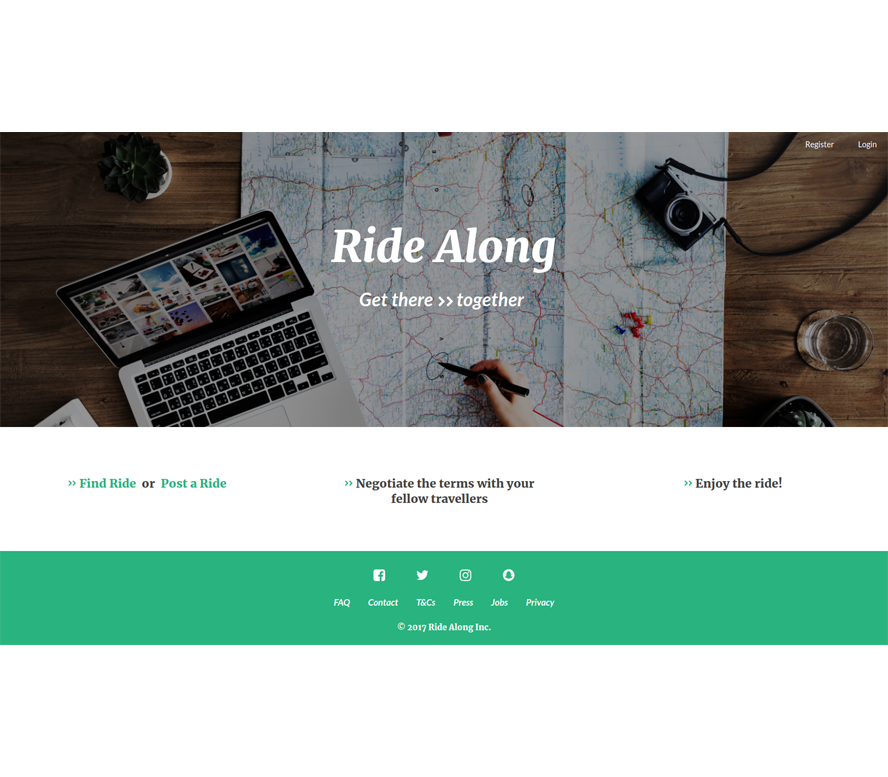 Register Login
Ride Along
Get there >> together
>> Find Ride or Post a Ride
>> Negotiate the terms with your
fellow travellers
>> Enjoy the ride!
FAQ Contact T&Cs Press Jobs Privacy
© 2017 Ride Along Inc.